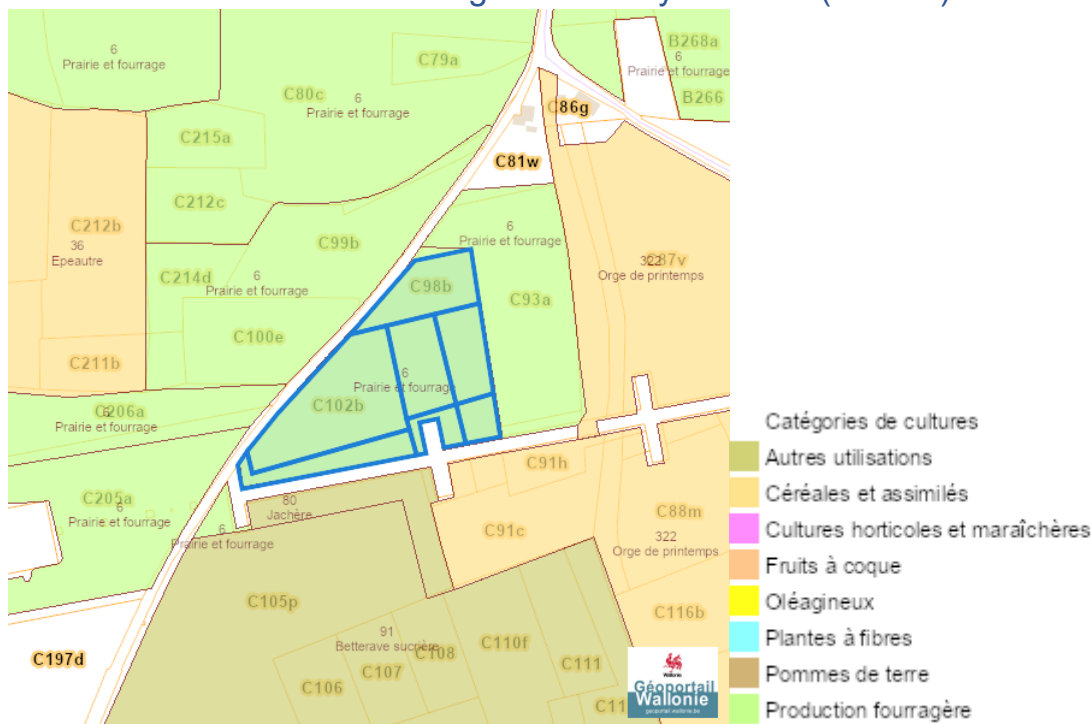 C79a
B268a
6
Prairie et fourrage
6
Prairie et fourrage
B266
C80c
6
Prairie et fourrage
C86g
C215a
C81w
C212c
C212b
36
Epeautre
C99b
6
Prairie et fourrage
C87v
322
Orge de printemps
C214d
6
Prairie et fourrage
C98b
C93a
C100e
C211b
6
Prairie et fourrage
C102b
C206a
6
Prairie et fourrage
C91h
C205a
6
Prairie et fourrage
80
Jachère
C88m
C91c
322
Orge de printemps
6
Prairie et fourrage
C105p
C116b
91
Betterave sucrière
C108
C110f
C197d
C107
C111
C106
Wallonie
Géoportail
Wallonie
geoportail.wallonie.be
Catégories de cultures
Autres utilisations
Céréales et assimilés
Cultures horticoles et maraîchères
Fruits à coque
Oléagineux
Plantes à fibres
Pommes de terre
Production fourragère